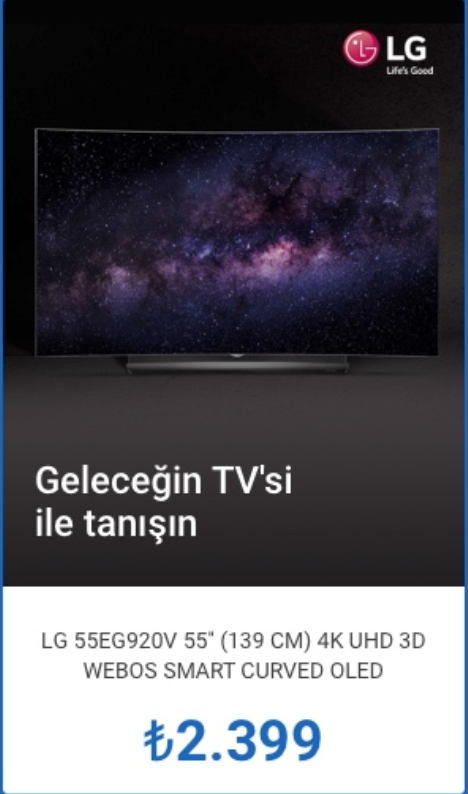 LG
Life's Good
Geleceğin TV'si
ile tanışın
LG 55EG920V 55" (139 CM) 4K UHD 3D
WEBOS SMART CURVED OLED
₺2.399